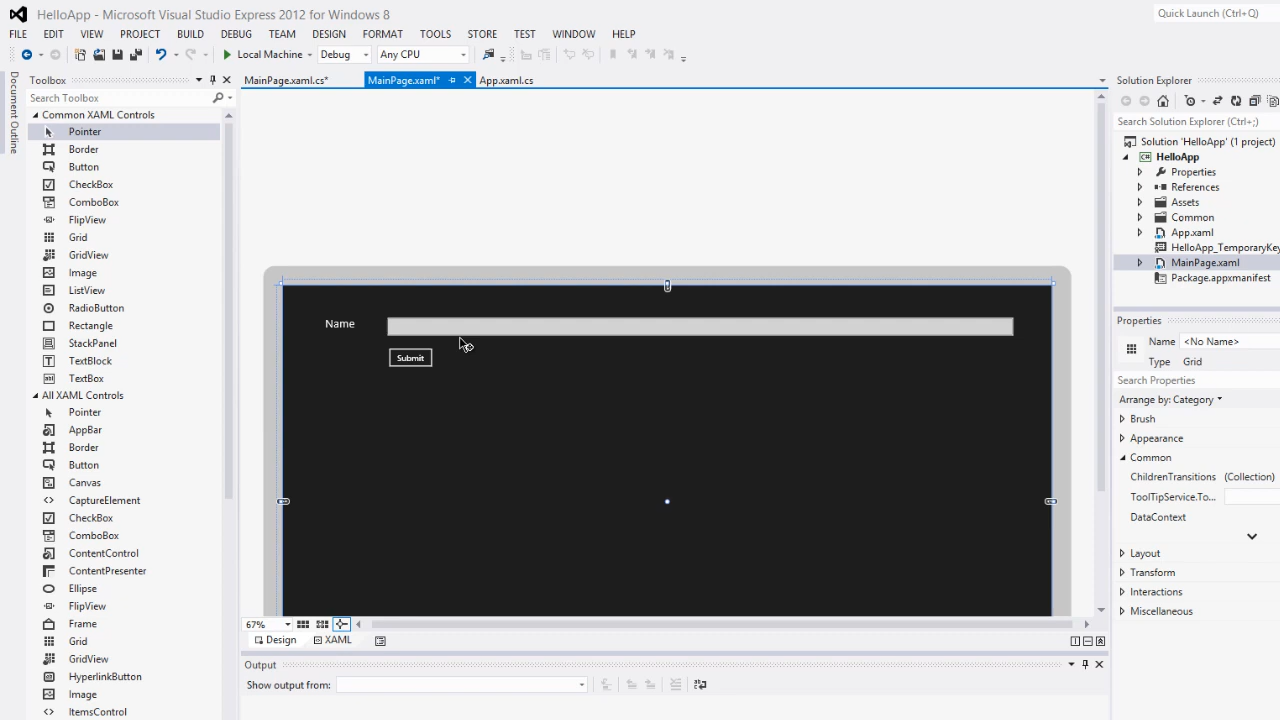 HelloApp - Microsoft Visual Studio Express 2012 for Windows 8
Quick Launch (Ctrl+Q)
FILE EDIT VIEW PROJECT BUILD DEBUG TEAM DESIGN FORMAT TOOLS STORE TEST WINDOW HELP
Local Machine Debug Any CPU
Document Outline
Toolbox
Search Toolbox
Common XAML Controls
Pointer
Border
Button
CheckBox
ComboBox
FlipView
Grid
GridView
Image
ListView
RadioButton
Rectangle
StackPanel
TextBlock
TextBox
All XAML Controls
Pointer
AppBar
Border
Button
Canvas
CaptureElement
CheckBox
ComboBox
ContentControl
ContentPresenter
Ellipse
FlipView
Frame
Grid
GridView
HyperlinkButton
Image
ItemsControl
MainPage.xaml.cs* MainPage.xaml* App.xaml.cs
Name
Submit
67%
Design XAML
Output
Show output from:
Solution Explorer
Search Solution Explorer (Ctrl+;)
Solution 'HelloApp' (1 project)
HelloApp
Properties
References
Assets
Common
App.xaml
HelloApp_TemporaryKey
MainPage.xaml
Package.appxmanifest
Properties
Name <No Name>
Type Grid
Search Properties
Arrange by: Category
Brush
Appearance
Common
ChildrenTransitions (Collection)
ToolTipService.To...
DataContext
Layout
Transform
Interactions
Miscellaneous